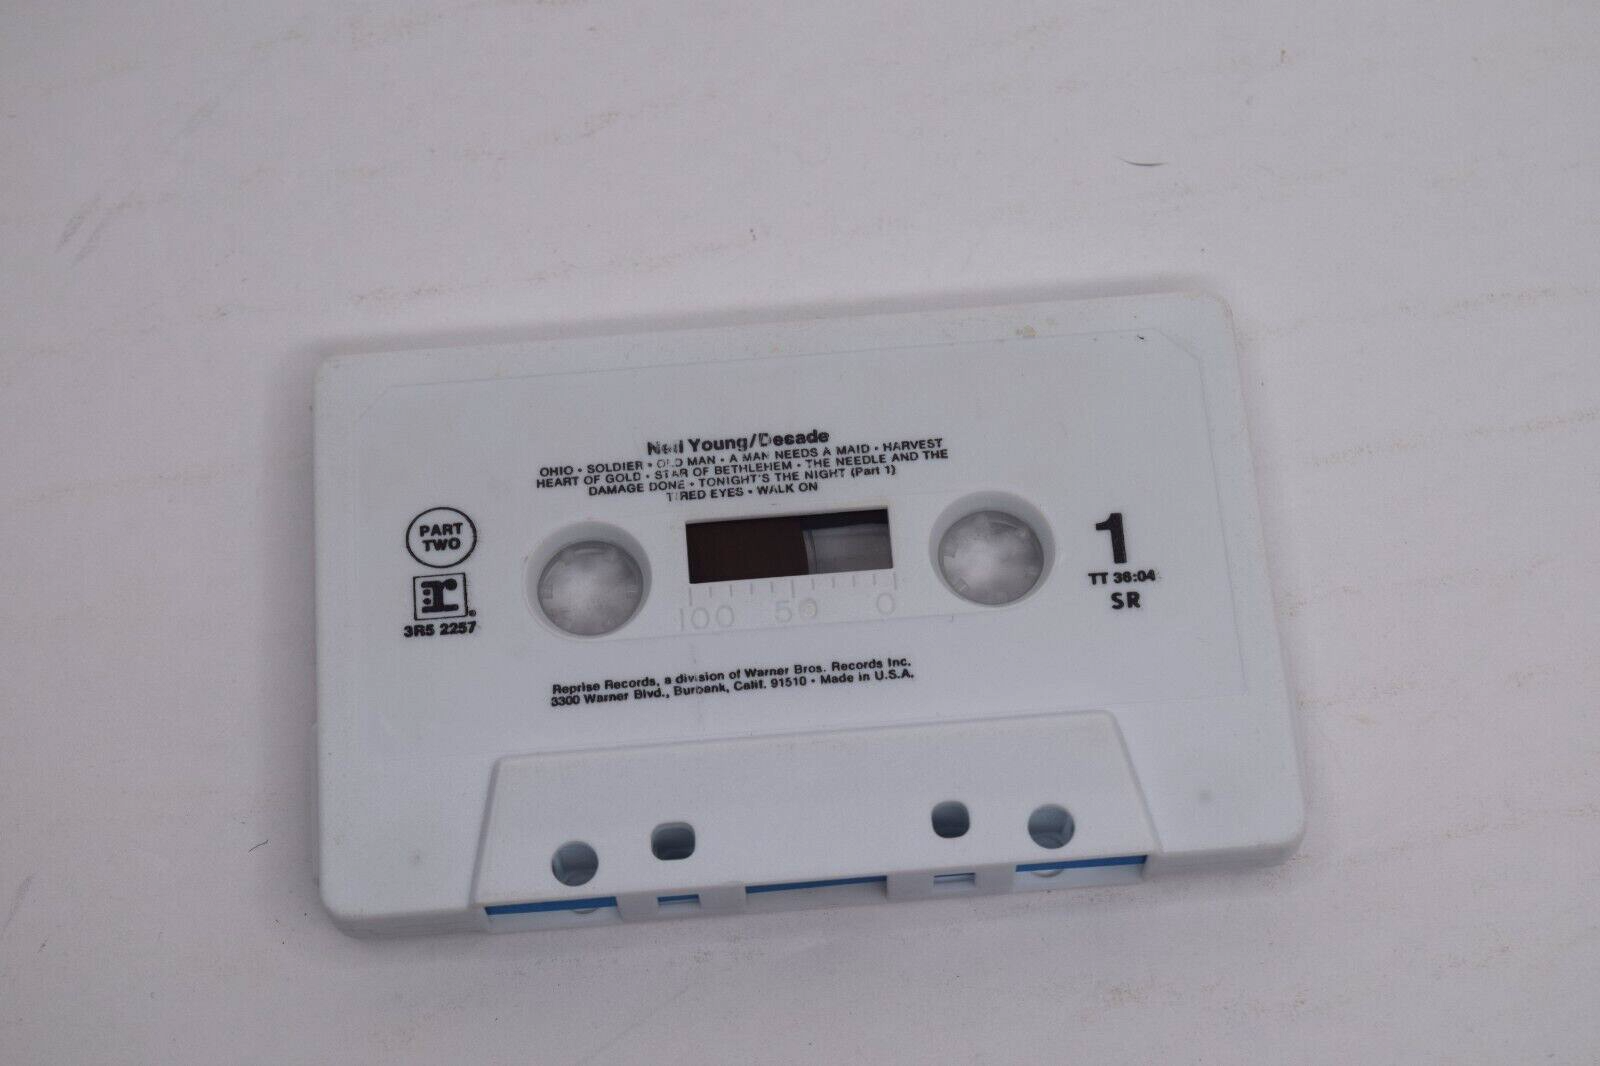 Neil Young/Decade
OHIO • SOLDIER • OLD MAN • A MAN NEEDS A MAID • HARVEST
HEART OF GOLD • STAR OF BETHLEHEM • THE NEEDLE AND THE
DAMAGE DONE • TONIGHT'S THE NIGHT (Part 1)
TIRED EYES • WALK ON
PART
TWO
r®
3R5 2257
1
TT 36:04
SR
100 50 0
Reprise Records, a division of Warner Bros. Records Inc.
3300 Warner Blvd., Burbank, Calif. 91510 • Made in U.S.A.